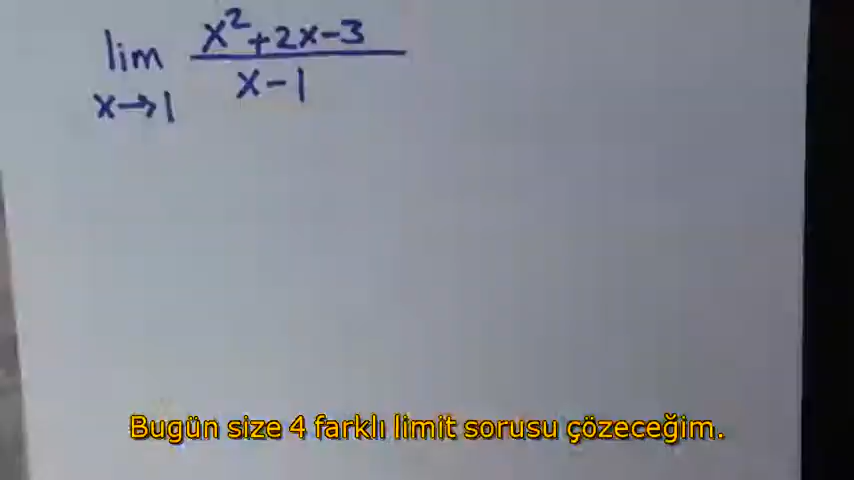 lim x²+2x-3
x→1 x-1
Bugün size 4 farklı limit sorusu çözeceğim.